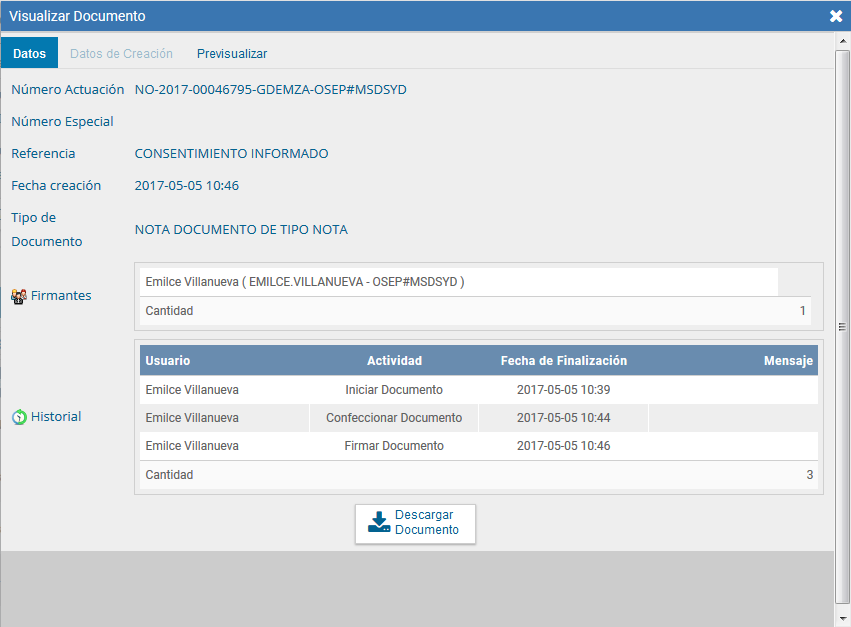 Visualizar Documento
Datos Datos de Creación Previsualizar
Número Actuación NO-2017-00046795-GDEMZA-OSEP#MSDSYD
Número Especial
Referencia CONSENTIMIENTO INFORMADO
Fecha creación 2017-05-05 10:46
Tipo de
Documento NOTA DOCUMENTO DE TIPO NOTA
Firmantes Emilce Villanueva ( EMILCE.VILLANUEVA - OSEP#MSDSYD )
Cantidad 1
Usuario Actividad Fecha de Finalización Mensaje
Emilce Villanueva Iniciar Documento 2017-05-05 10:39
Historial Emilce Villanueva Confeccionar Documento 2017-05-05 10:44
Emilce Villanueva Firmar Documento 2017-05-05 10:46
Cantidad 3
Descargar
Documento